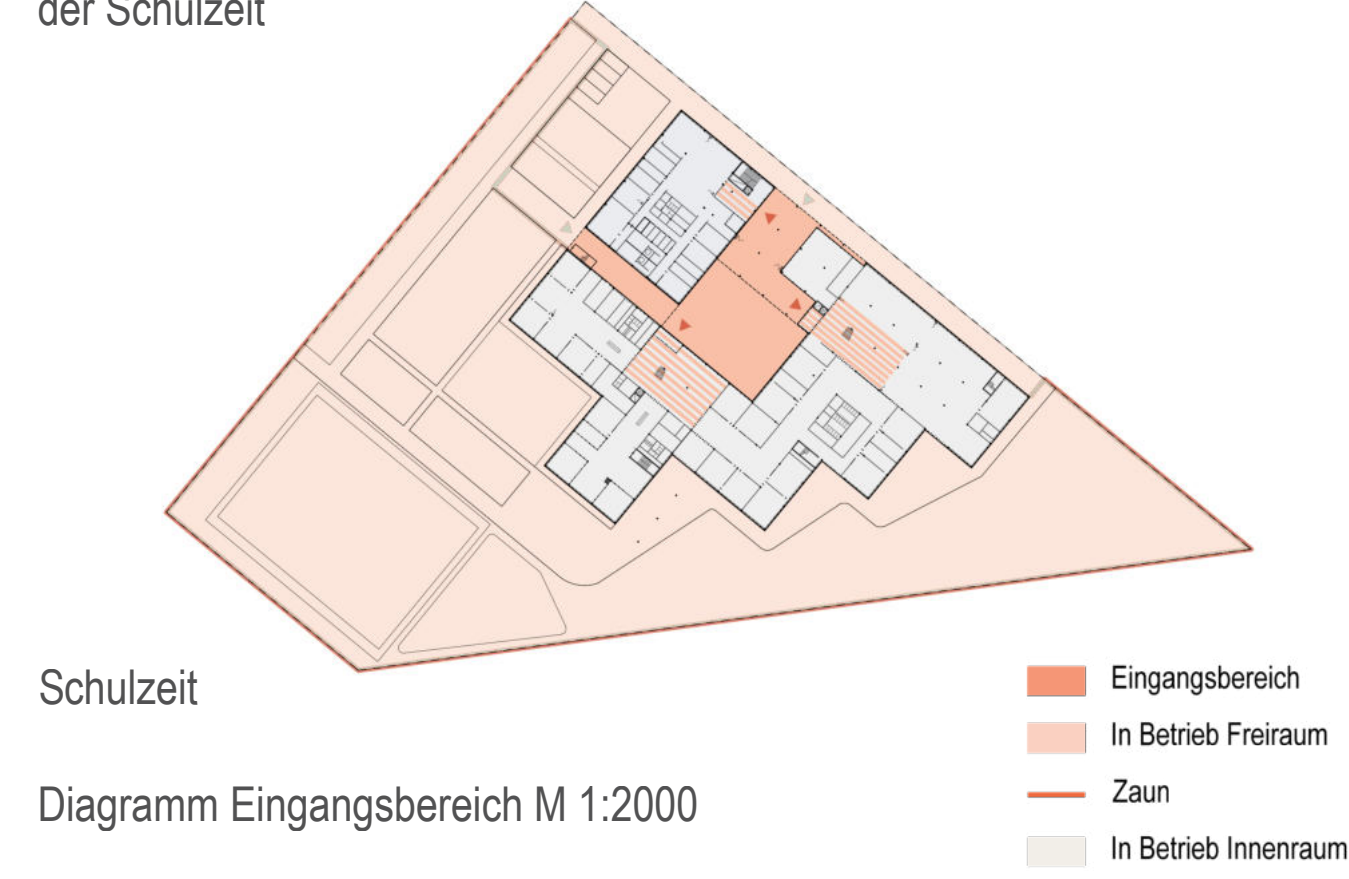 der Schulzeit
Schulzeit
Diagramm Eingangsbereich M 1:2000
Eingangsbereich
In Betrieb Freiraum
Zaun
In Betrieb Innenraum